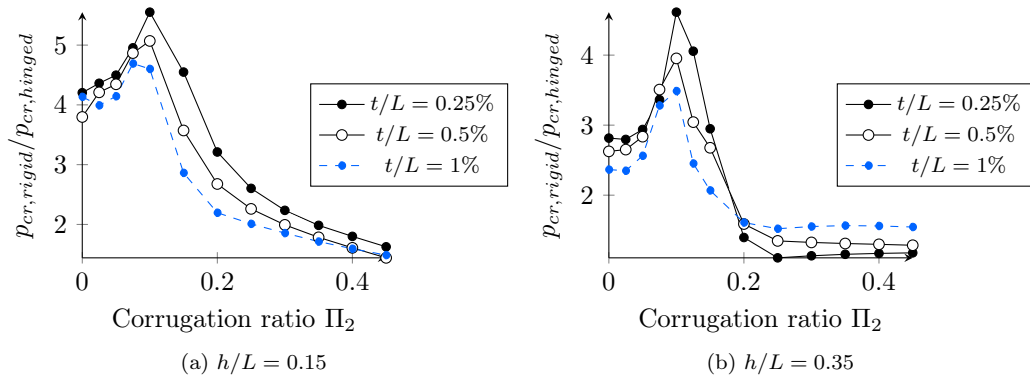 5
4
3
2
0
0.2
0.4
p_{cr,rigid}/p_{cr,hinged}
Corrugation ratio Π₂
t/L = 0.25%
t/L = 0.5%
t/L = 1%
(a) h/L = 0.15
4
3
2
0
0.2
0.4
p_{cr,rigid}/p_{cr,hinged}
Corrugation ratio Π₂
t/L = 0.25%
t/L = 0.5%
t/L = 1%
(b) h/L = 0.35